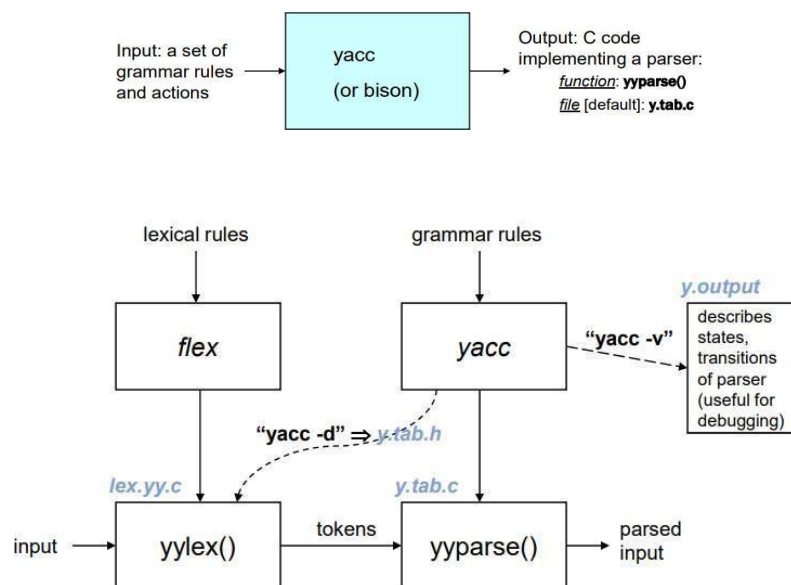 Input: a set of
grammar rules
and actions
yacc
(or bison)
Output: C code
implementing a parser:
function: yyparse()
file [default]: y.tab.c
lexical rules
grammar rules
y.output
flex
yacc
“yacc -v”
describes
states,
transitions
of parser
(useful for
debugging)
“yacc -d” ⇒ y.tab.h
lex.yy.c
y.tab.c
input
yylex()
tokens
yyparse()
parsed
input